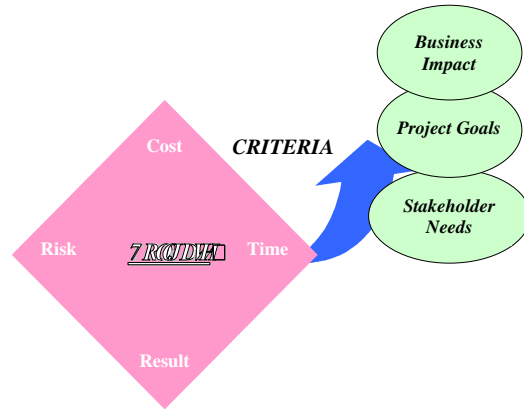 Business
Impact
Project Goals
Stakeholder
Needs
CRITERIA
Cost
Risk
Time
Result